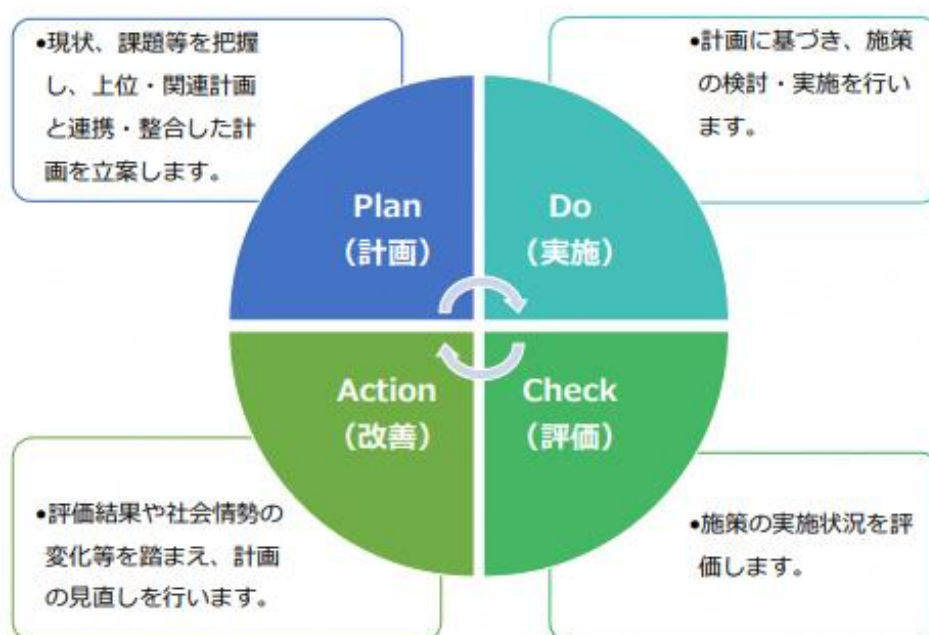 •現状、課題等を把握
し、上位・関連計画
と連携・整合した計
画を立案します。
•計画に基づき、施策
の検討・実施を行い
ます。
Plan
（計画）
Do
（実施）
Action
（改善）
Check
（評価）
•評価結果や社会情勢の
変化等を踏まえ、計画
の見直しを行います。
•施策の実施状況を評
価します。